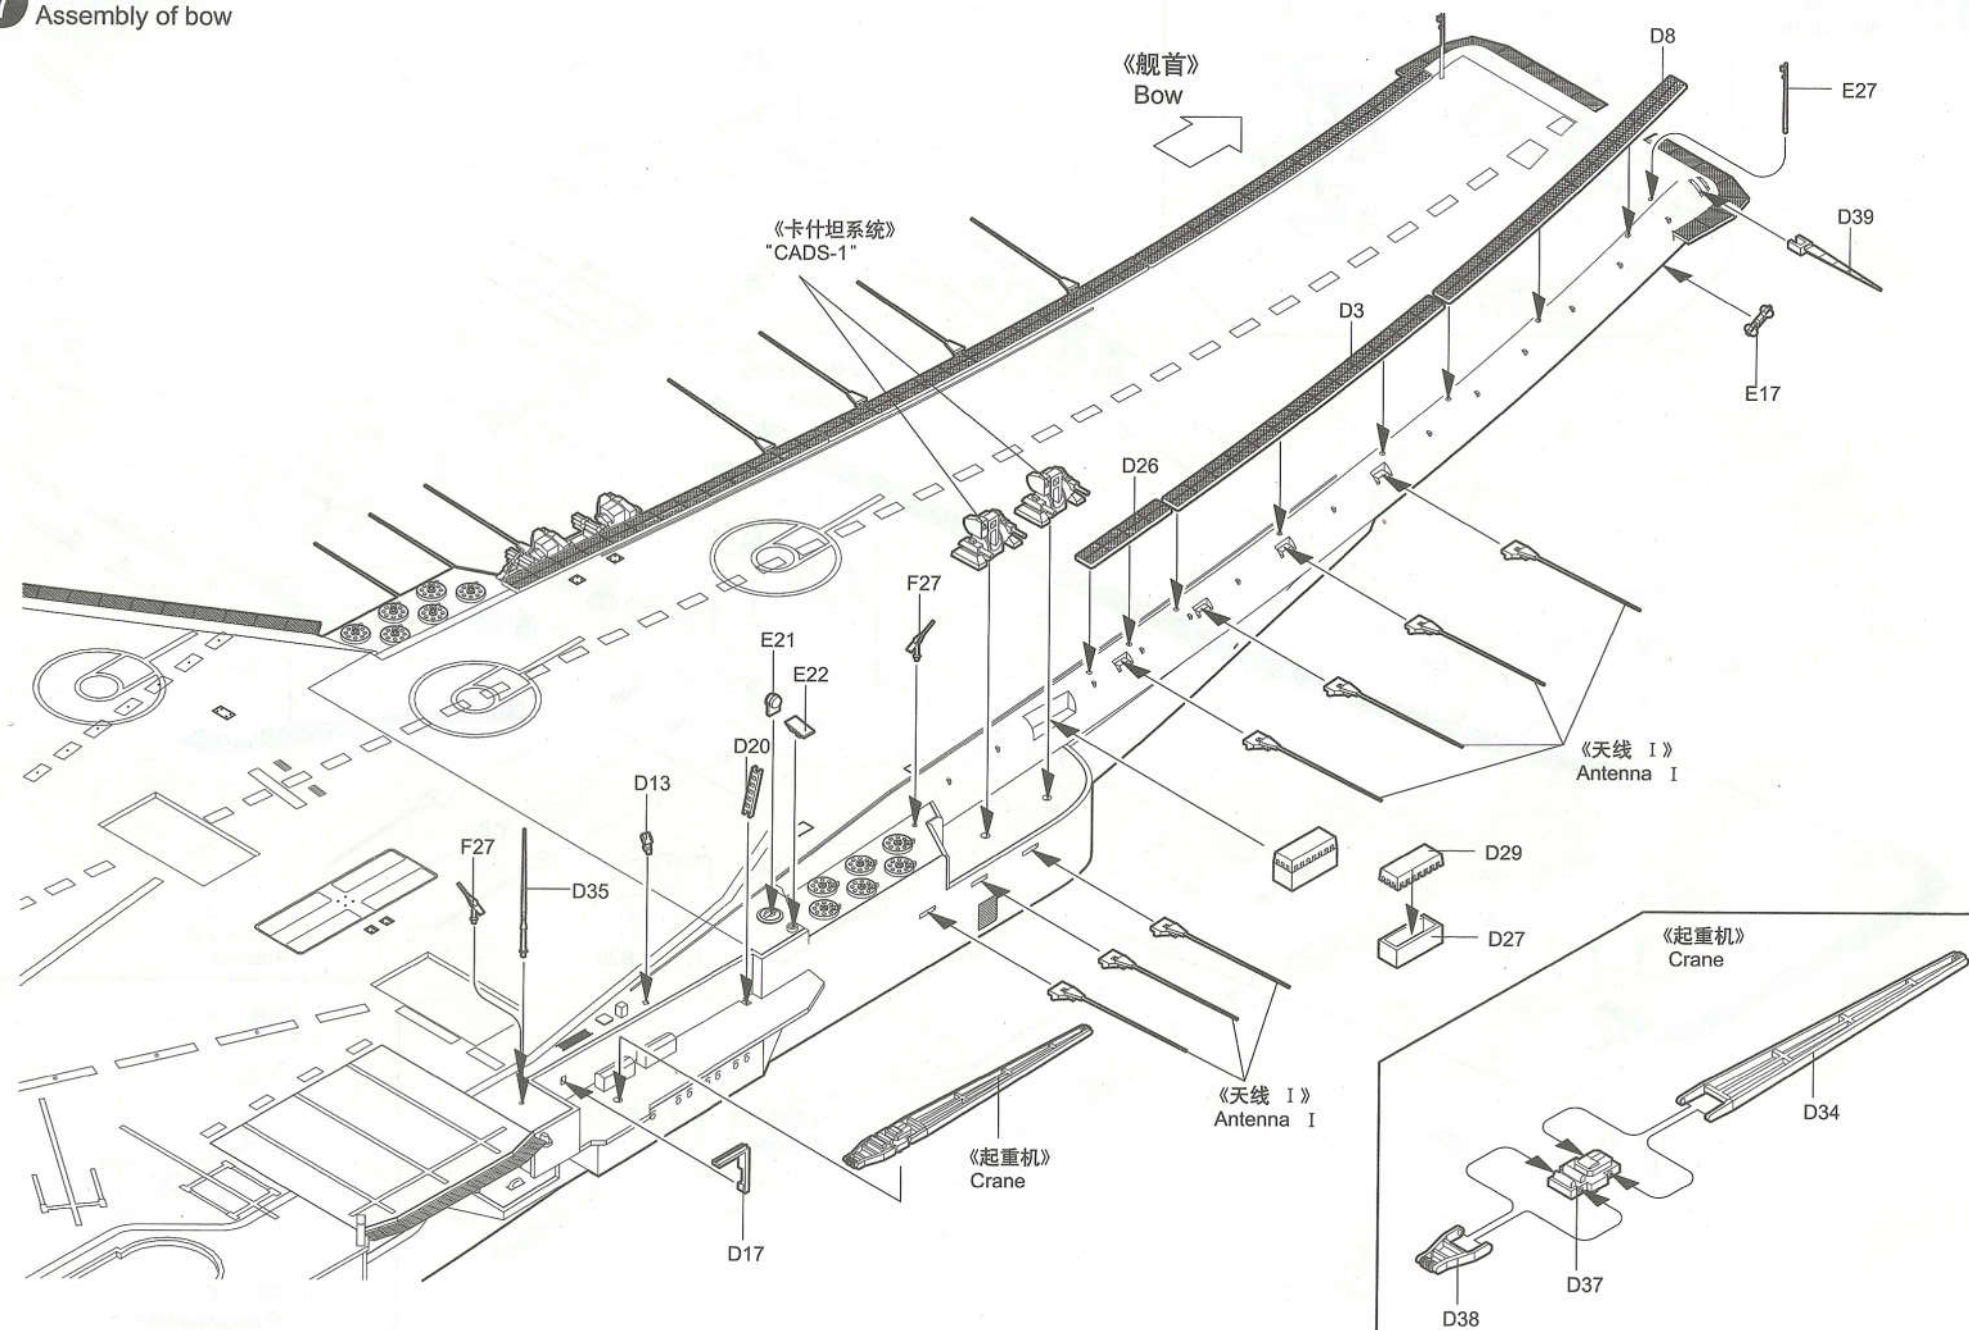 Assembly of bow
《舰首》
Bow
D8
E27
D39
E17
《卡什坦系统》
"CADS-1"
D3
D26
F27
E21
E22
D20
D13
F27
D35
《天线 I》
Antenna I
D29
D27
《天线 I》
Antenna I
《起重机》
Crane
D17
《起重机》
Crane
D34
D37
D38